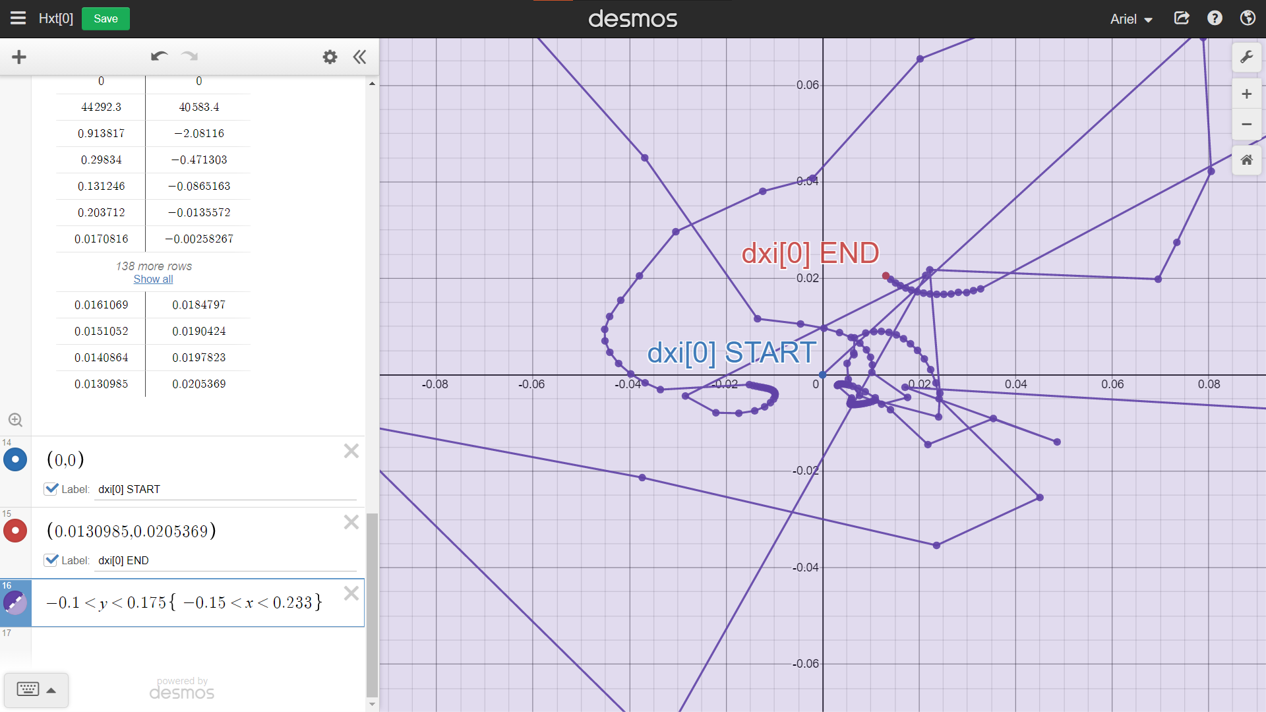 Hxt[0] Save desmos Ariel
0 0
44292.3 40583.4
0.913817 −2.08116
0.29834 −0.471303
0.131246 −0.0865163
0.203712 −0.0135572
0.0170816 −0.00258267
138 more rows
Show all
0.0161069 0.0184797
0.0151052 0.0190424
0.0140864 0.0197823
0.0130985 0.0205369
14
(0,0)
Label: dxi[0] START
15
(0.0130985,0.0205369)
Label: dxi[0] END
16
−0.1 < y < 0.175{ −0.15 < x < 0.233}
17
powered by
desmos
0.06
0.04
dxi[0] END
0.02
dxi[0] START
-0.08 -0.06 -0.04 -0.02 0 0.02 0.04 0.06 0.08
-0.02
-0.04
-0.06